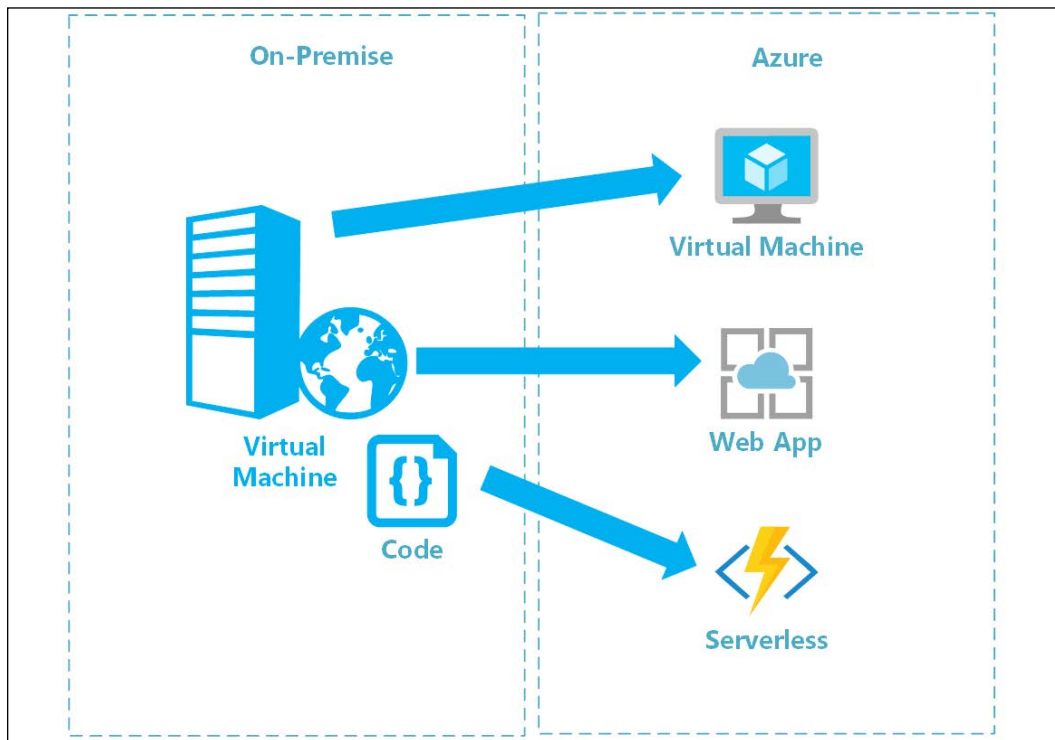 On-Premise
Virtual
Machine
{}
Code
Azure
Virtual Machine
Web App
Serverless